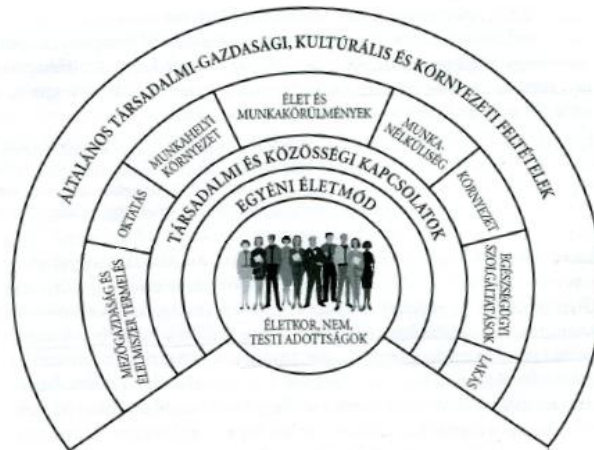 ÁLTALÁNOS TÁRSADALMI-GAZDASÁGI, KULTÚRÁLIS ÉS KÖRNYEZETI FELTÉTELEK
MEZŐGAZDASÁG ÉS
ÉLELMISZER TERMELÉS
OKTATÁS
MUNKAHELYI
KÖRNYEZET
ÉLET ÉS
MUNKAKÖRÜLMÉNYEK
MUNKA-
NÉLKÜLISÉG
KÖRNYEZET
EGÉSZSÉGÜGYI
SZOLGÁLTATÁSOK
LAKÁS
TÁRSADALMI ÉS KÖZÖSSÉGI KAPCSOLATOK
EGYÉNI ÉLETMÓD
ÉLETKOR, NEM,
TESTI ADOTTSÁGOK